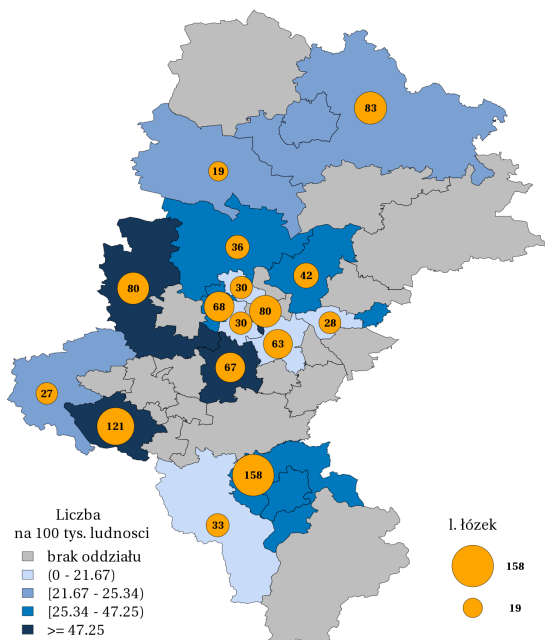 83
19
36
42
80
30
68
80
30
28
63
67
27
121
158
33
Liczba
na 100 tys. ludnosci
brak oddziału
(0 - 21.67)
[21.67 - 25.34)
[25.34 - 47.25)
>= 47.25
l. łózek
158
19